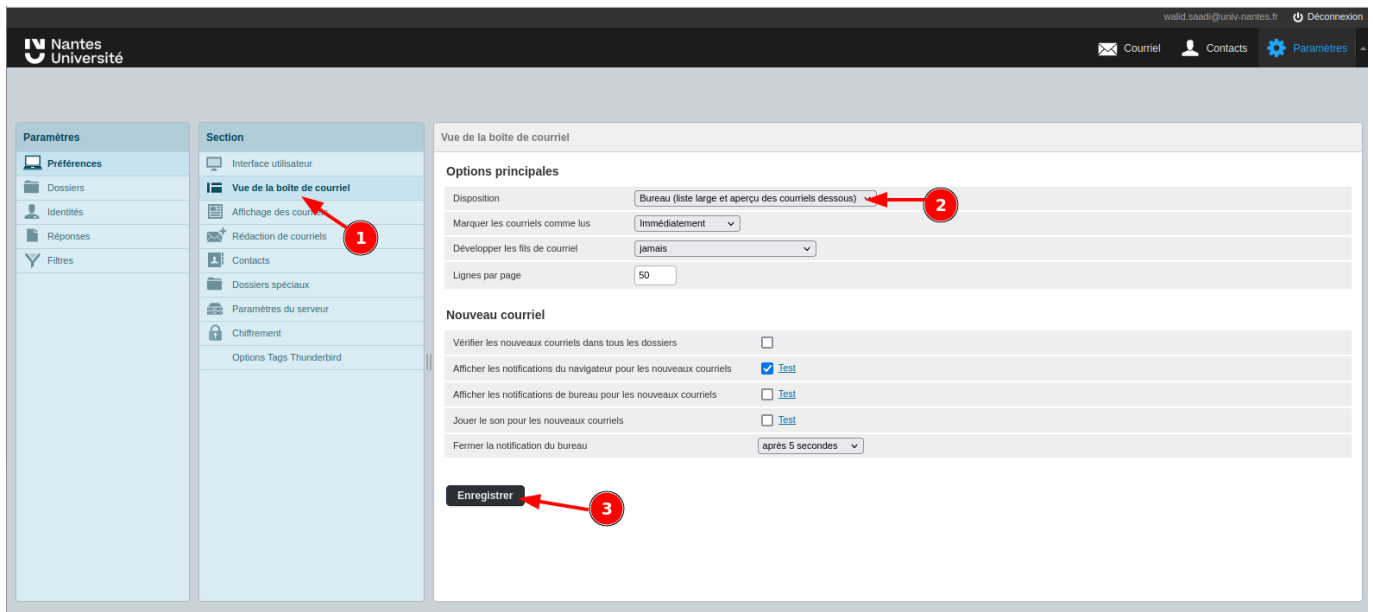 walid.saadi@univ-nantes.fr Déconnexion
Nantes
Université
Courriel Contacts Paramètres
Paramètres
Préférences
Dossiers
Identités
Réponses
Filtres
Section
Interface utilisateur
Vue de la boîte de courriel
Affichage des courriels
1
Rédaction de courriels
Contacts
Dossiers spéciaux
Paramètres du serveur
Chiffrement
Options Tags Thunderbird
Vue de la boîte de courriel
Options principales
Disposition Bureau (liste large et aperçu des courriels dessous)
2
Marquer les courriels comme lus Immédiatement
Développer les fils de courriel jamais
Lignes par page 50
Nouveau courriel
Vérifier les nouveaux courriels dans tous les dossiers
Afficher les notifications du navigateur pour les nouveaux courriels Test
Afficher les notifications de bureau pour les nouveaux courriels Test
Jouer le son pour les nouveaux courriels Test
Fermer la notification du bureau après 5 secondes
Enregistrer
3